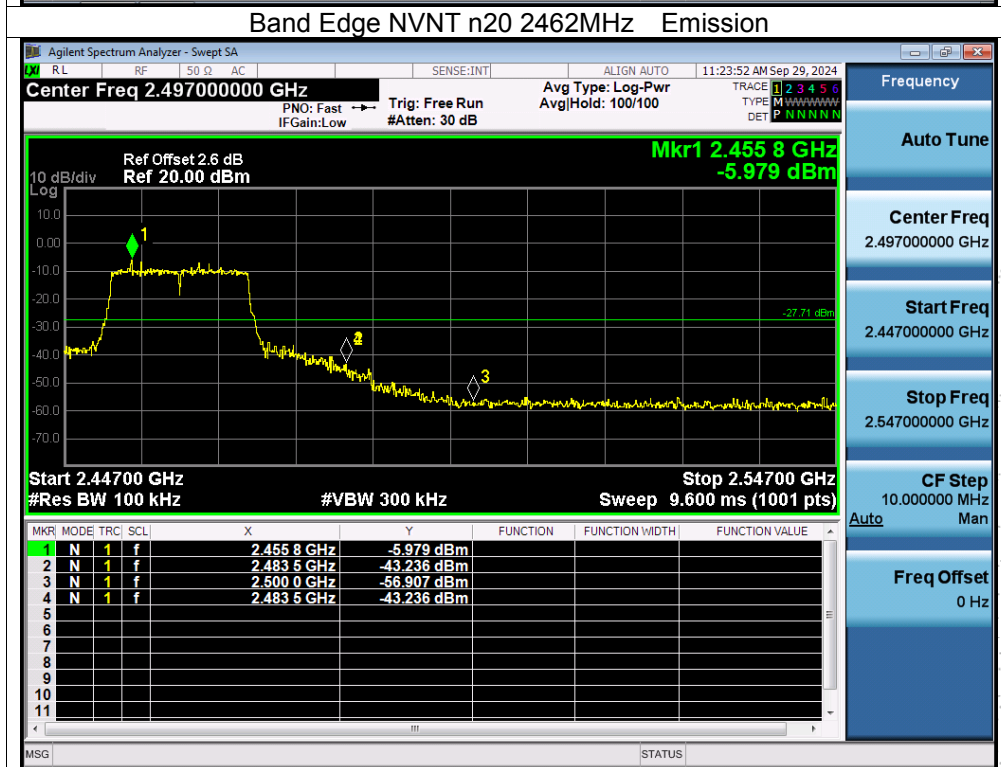 Band Edge NVNT n20 2462MHz Emission
Agilent Spectrum Analyzer - Swept SA
LXI RL RF 50 Ω AC SENSE:INT ALIGN AUTO 11:23:52 AM Sep 29, 2024
Center Freq 2.497000000 GHz
PNO: Fast
IFGain:Low
Trig: Free Run
#Atten: 30 dB
Avg Type: Log-Pwr
Avg|Hold: 100/100
TRACE 1 2 3 4 5 6
TYPE M W W W W W
DET P N N N N N
Mkr1 2.455 8 GHz
-5.979 dBm
Ref Offset 2.6 dB
10 dB/div Ref 20.00 dBm
Log
10.0
0.00
-10.0
-20.0
-30.0
-40.0
-50.0
-60.0
-70.0
1
2
3
-27.71 dBm
Start 2.44700 GHz Stop 2.54700 GHz
#Res BW 100 kHz #VBW 300 kHz Sweep 9.600 ms (1001 pts)
MKR MODE TRC SCL X Y FUNCTION FUNCTION WIDTH FUNCTION VALUE
1 N 1 f 2.455 8 GHz -5.979 dBm
2 N 1 f 2.483 5 GHz -43.236 dBm
3 N 1 f 2.500 0 GHz -56.907 dBm
4 N 1 f 2.483 5 GHz -43.236 dBm
5
6
7
8
9
10
11
MSG STATUS
Frequency
Auto Tune
Center Freq
2.497000000 GHz
Start Freq
2.447000000 GHz
Stop Freq
2.547000000 GHz
CF Step
10.000000 MHz
Auto Man
Freq Offset
0 Hz